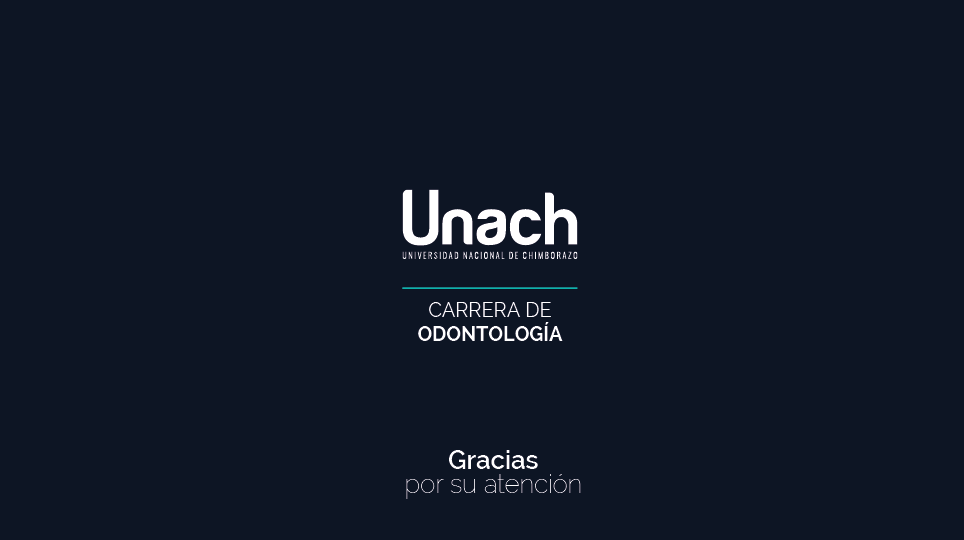 Unach
UNIVERSIDAD NACIONAL DE CHIMBORAZO
CARRERA DE
ODONTOLOGÍA
Gracias
por su atención